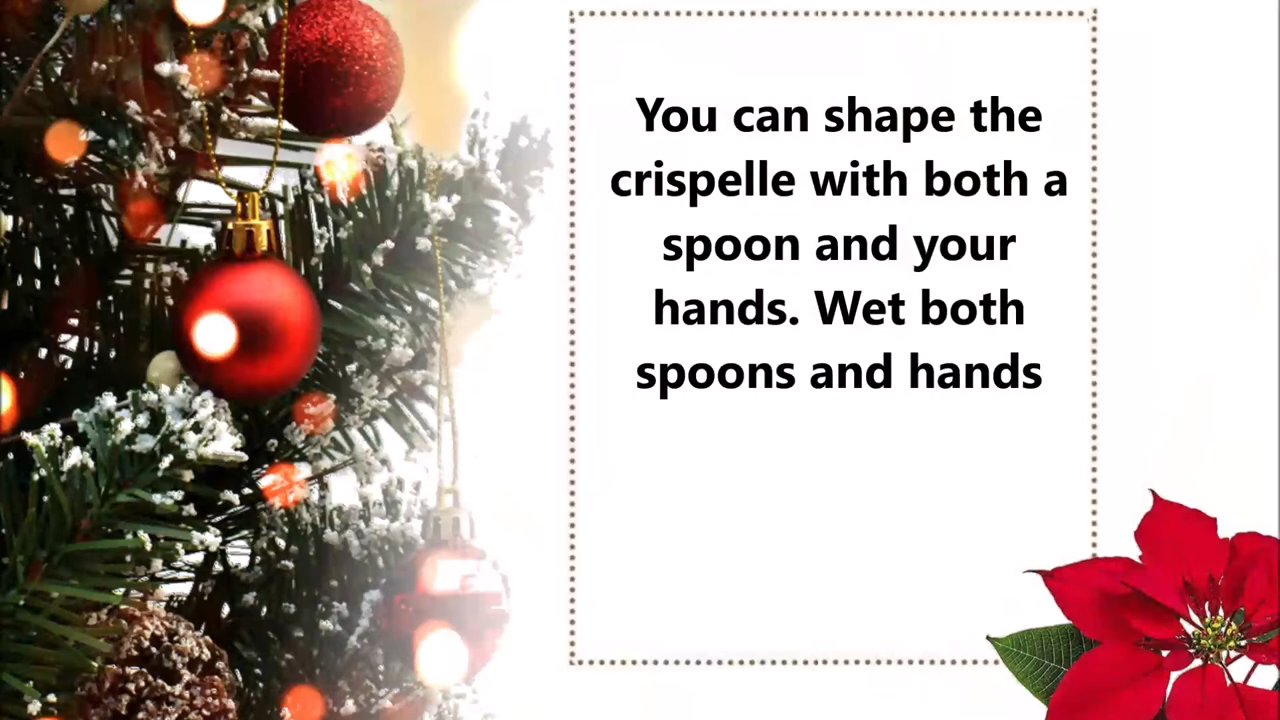 You can shape the
crispelle with both a
spoon and your
hands. Wet both
spoons and hands